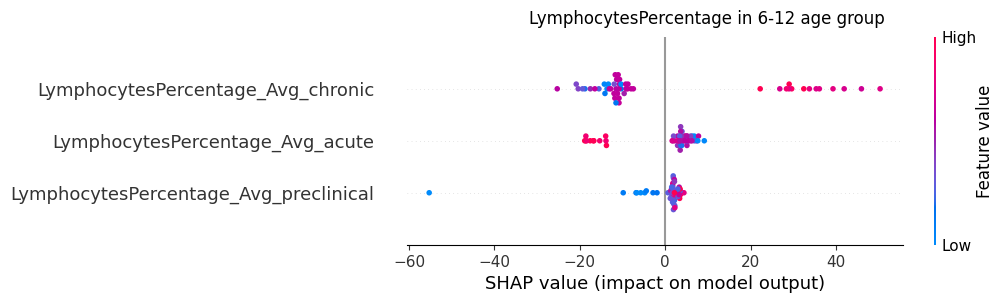 LymphocytesPercentage in 6-12 age group
High
LymphocytesPercentage_Avg_chronic
LymphocytesPercentage_Avg_acute
LymphocytesPercentage_Avg_preclinical
Feature value
Low
−60 −40 −20 0 20 40
SHAP value (impact on model output)